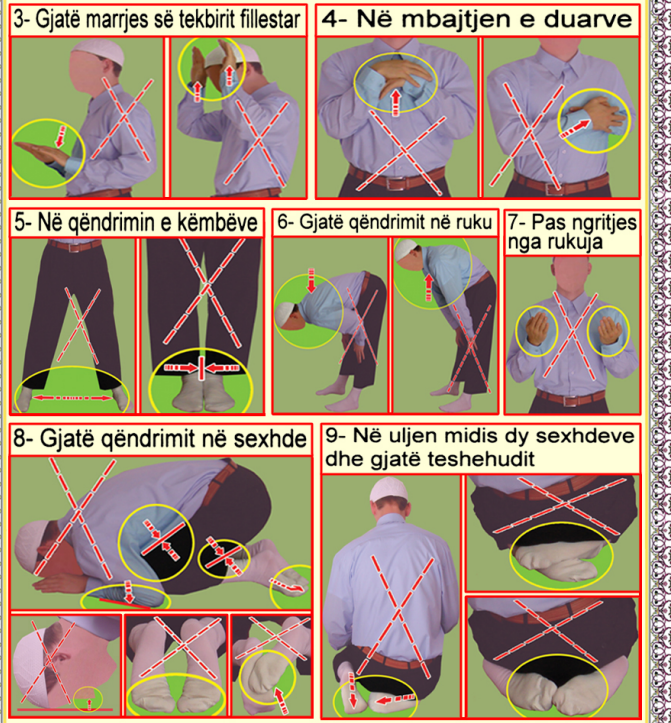 3- Gjatë marrjes së tekbirit fillestar
4- Në mbajtjen e duarve
5- Në qëndrimin e këmbëve
6- Gjatë qëndrimit në ruku
7- Pas ngritjes
nga rukuja
8- Gjatë qëndrimit në sexhde
9- Në uljen midis dy sexhdeve
dhe gjatë teshehudit